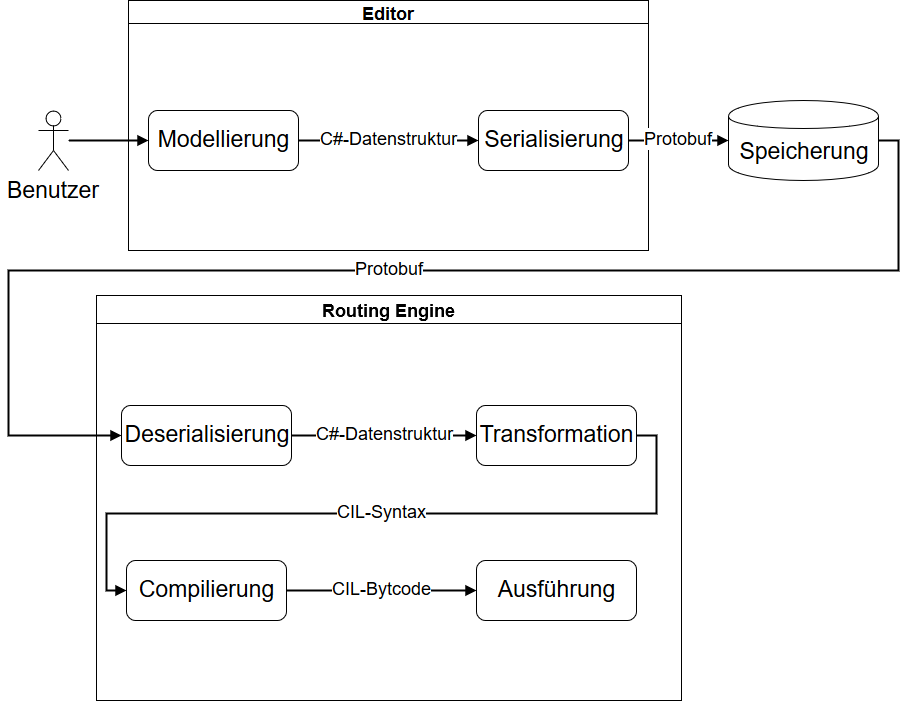 Editor
Modellierung
C#-Datenstruktur
Serialisierung
Protobuf
Speicherung
Benutzer
Protobuf
Routing Engine
Deserialisierung
C#-Datenstruktur
Transformation
CIL-Syntax
Compilierung
CIL-Bytcode
Ausführung